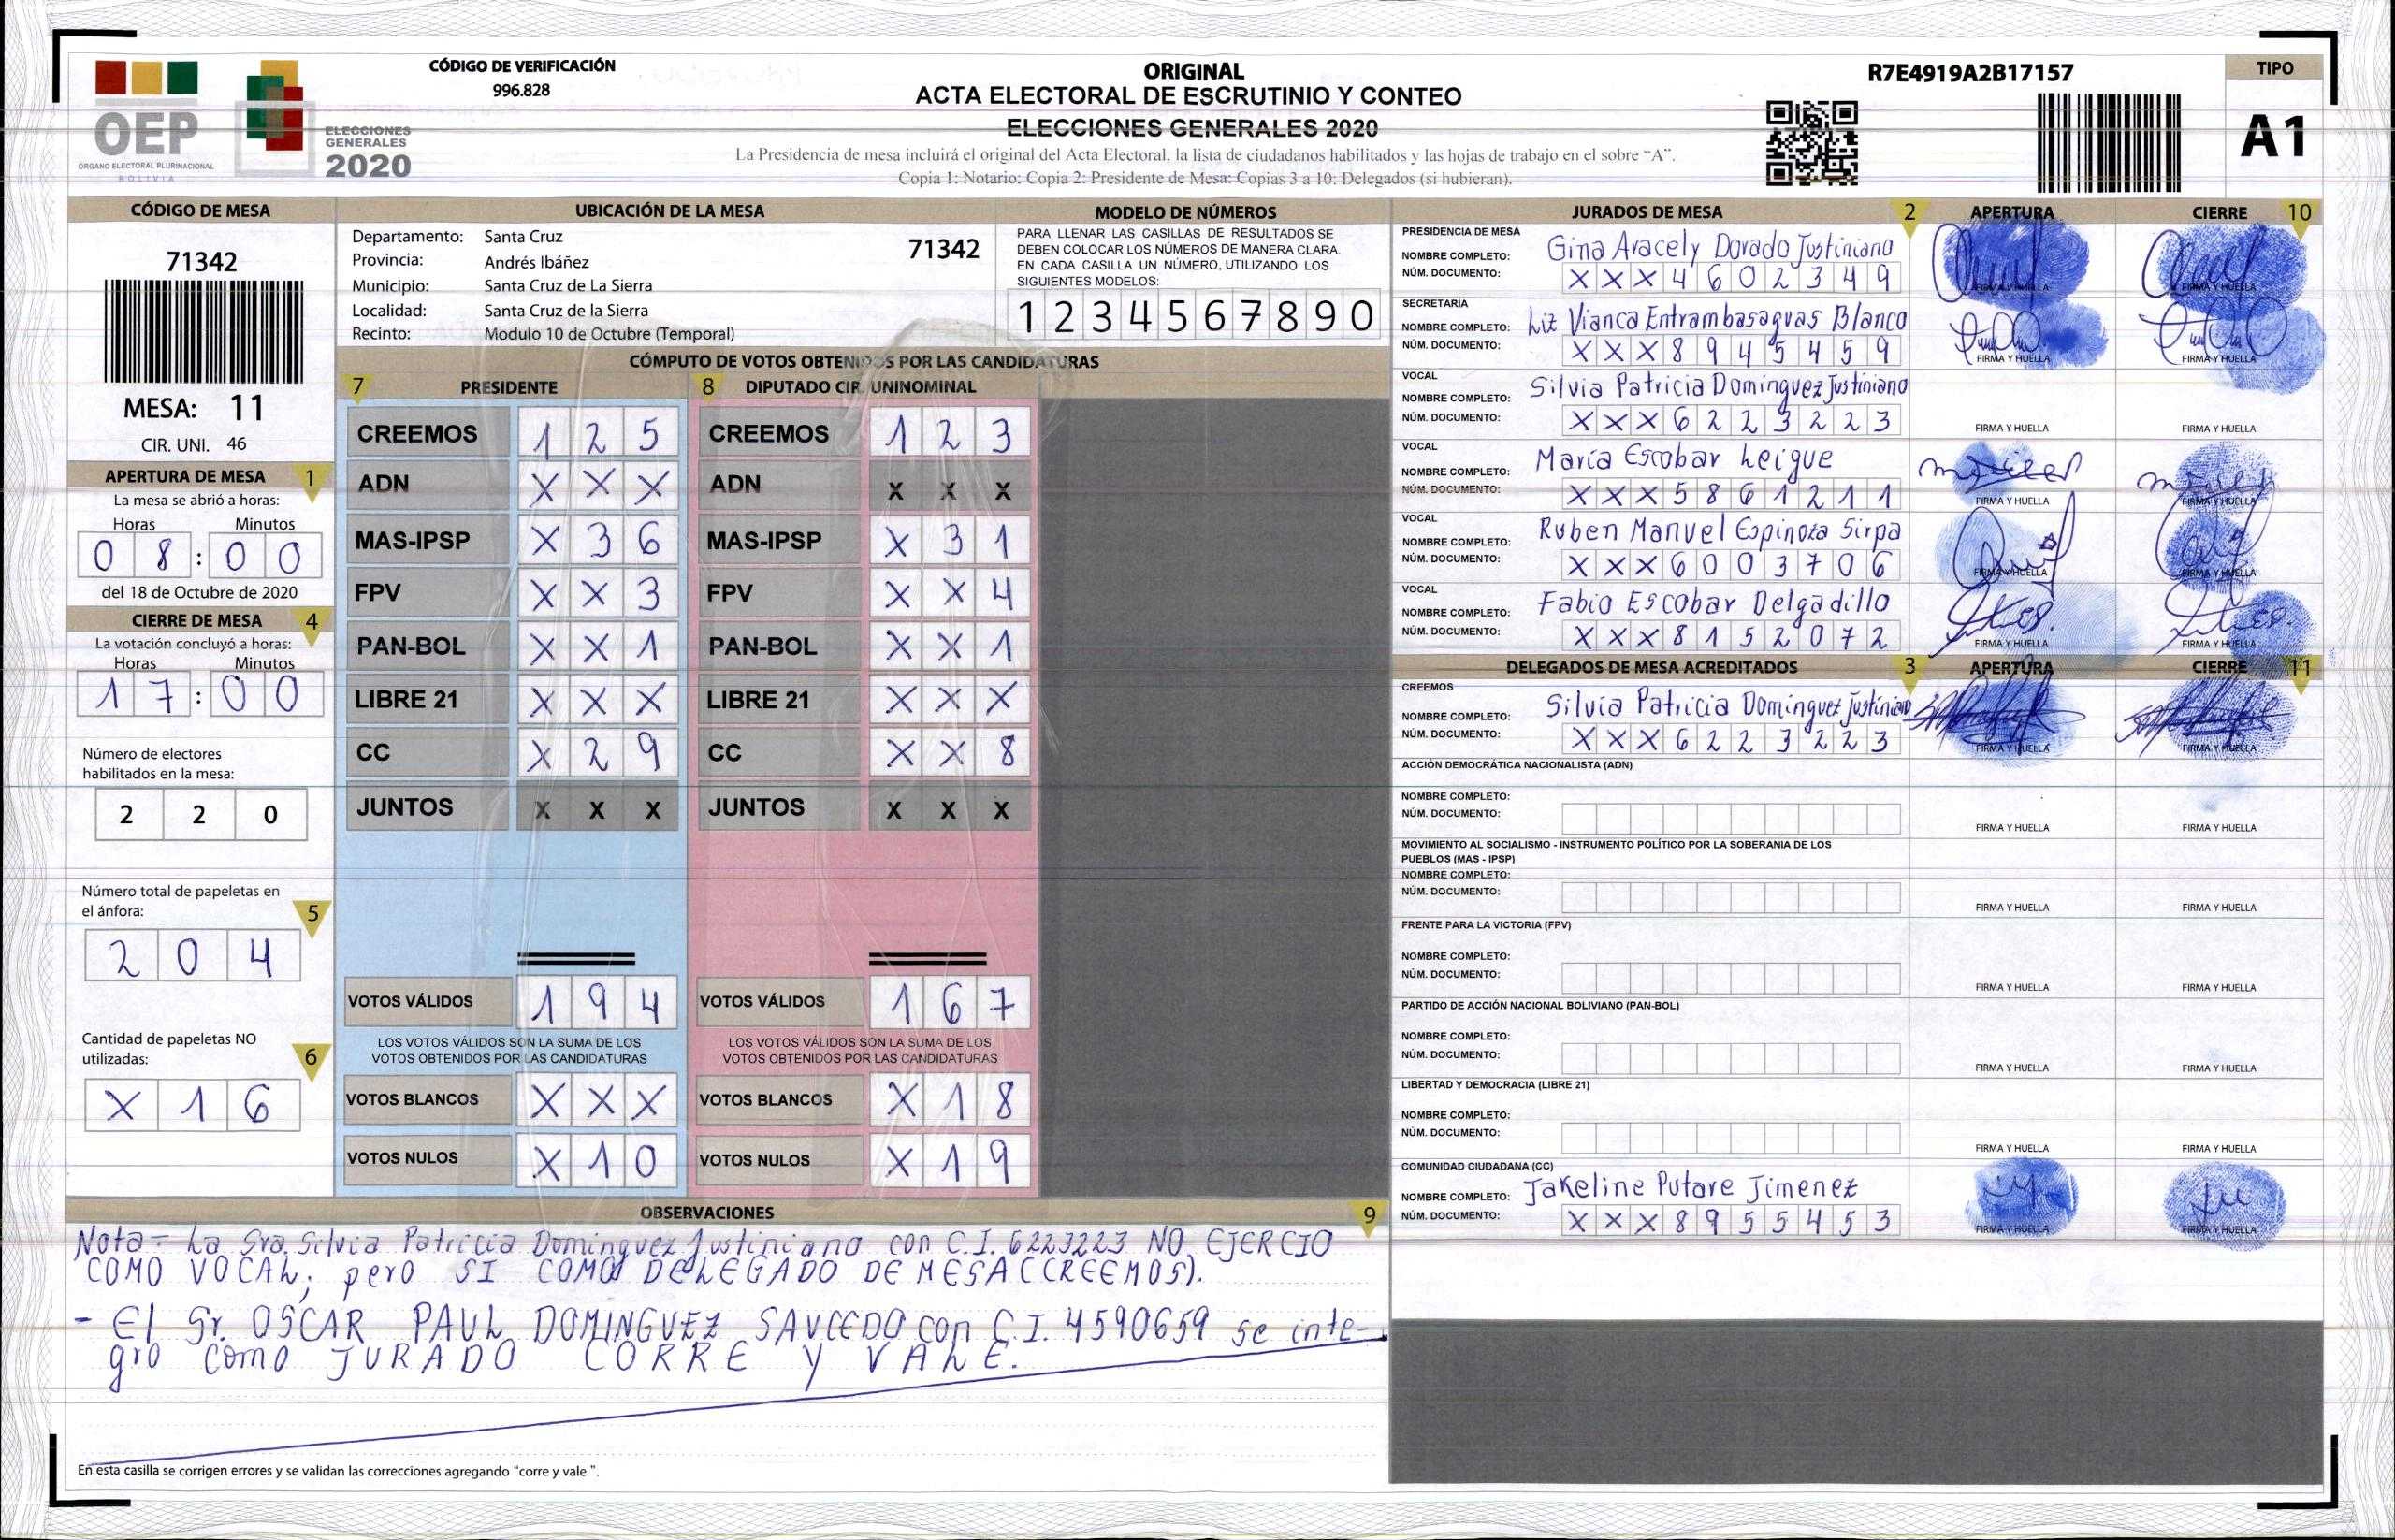 CÓDIGO DE VERIFICACIÓN
996.828
OEP
ÓRGANO ELECTORAL PLURINACIONAL
BOLIVIA
ELECCIONES
GENERALES
2020
ORIGINAL
ACTA ELECTORAL DE ESCRUTINIO Y CONTEO
ELECCIONES GENERALES 2020
La Presidencia de mesa incluirá el original del Acta Electoral, la lista de ciudadanos habilitados y las hojas de trabajo en el sobre “A”.
Copia 1: Notario; Copia 2: Presidente de Mesa; Copias 3 a 10: Delegados (si hubieran).
R7E4919A2B17157
TIPO
A1
CÓDIGO DE MESA
71342
MESA: 11
CIR. UNI. 46
APERTURA DE MESA 1
La mesa se abrió a horas:
Horas Minutos
0 8 : 0 0
del 18 de Octubre de 2020
CIERRE DE MESA 4
La votación concluyó a horas:
Horas Minutos
1 7 : 0 0
Número de electores
habilitados en la mesa:
2 2 0
Número total de papeletas en
el ánfora:
5
2 0 4
Cantidad de papeletas NO
utilizadas:
6
X 1 6
UBICACIÓN DE LA MESA
Departamento: Santa Cruz
71342
Provincia: Andrés Ibáñez
Municipio: Santa Cruz de La Sierra
Localidad: Santa Cruz de la Sierra
Recinto: Modulo 10 de Octubre (Temporal)
MODELO DE NÚMEROS
PARA LLENAR LAS CASILLAS DE RESULTADOS SE
DEBEN COLOCAR LOS NÚMEROS DE MANERA CLARA.
EN CADA CASILLA UN NÚMERO, UTILIZANDO LOS
SIGUIENTES MODELOS:
1 2 3 4 5 6 7 8 9 0
CÓMPUTO DE VOTOS OBTENIDOS POR LAS CANDIDATURAS
7 PRESIDENTE
CREEMOS 1 2 5
ADN X X X
MAS-IPSP X 3 6
FPV X X 3
PAN-BOL X X 1
LIBRE 21 X X X
CC X 2 9
JUNTOS X X X
VOTOS VÁLIDOS 1 9 4
LOS VOTOS VÁLIDOS SON LA SUMA DE LOS
VOTOS OBTENIDOS POR LAS CANDIDATURAS
VOTOS BLANCOS X X X
VOTOS NULOS X 1 0
8 DIPUTADO CIR. UNINOMINAL
CREEMOS 1 2 3
ADN X X X
MAS-IPSP X 3 1
FPV X X 4
PAN-BOL X X 1
LIBRE 21 X X X
CC X X 8
JUNTOS X X X
VOTOS VÁLIDOS 1 6 7
LOS VOTOS VÁLIDOS SON LA SUMA DE LOS
VOTOS OBTENIDOS POR LAS CANDIDATURAS
VOTOS BLANCOS X 1 8
VOTOS NULOS X 1 9
OBSERVACIONES 9
Nota - La Sra. Silvia Patricia Dominguez Justiniano con C.I. 6223223 NO EJERCIO
COMO VOCAL; pero SI COMO DELEGADO DE MESA (CREEMOS).
- El Sr. OSCAR PAUL DOMINGUEZ SAUCEDO con C.I. 4590659 se inte-
gro como JURADO CORRE Y VALE.
En esta casilla se corrigen errores y se validan las correcciones agregando “corre y vale ”.
JURADOS DE MESA 2 APERTURA CIERRE 10
PRESIDENCIA DE MESA
NOMBRE COMPLETO: Gina Aracely Dorado Justiniano
NÚM. DOCUMENTO: X X X 4 6 0 2 3 4 9
FIRMA Y HUELLA FIRMA Y HUELLA
SECRETARÍA
NOMBRE COMPLETO: Liz Vianca Entrambasaguas Blanco
NÚM. DOCUMENTO: X X X 8 9 4 5 4 5 9
FIRMA Y HUELLA FIRMA Y HUELLA
VOCAL
NOMBRE COMPLETO: Silvia Patricia Dominguez Justiniano
NÚM. DOCUMENTO: X X X 6 2 2 3 2 2 3
FIRMA Y HUELLA FIRMA Y HUELLA
VOCAL
NOMBRE COMPLETO: María Escobar Leigue
NÚM. DOCUMENTO: X X X 5 8 6 1 2 1 1
FIRMA Y HUELLA FIRMA Y HUELLA
VOCAL
NOMBRE COMPLETO: Ruben Manuel Espinoza Sirpa
NÚM. DOCUMENTO: X X X 6 0 0 3 7 0 6
FIRMA Y HUELLA FIRMA Y HUELLA
VOCAL
NOMBRE COMPLETO: Fabio Escobar Delgadillo
NÚM. DOCUMENTO: X X X 8 1 5 2 0 7 2
FIRMA Y HUELLA FIRMA Y HUELLA
DELEGADOS DE MESA ACREDITADOS 3 APERTURA CIERRE 11
CREEMOS
NOMBRE COMPLETO: Silvia Patricia Dominguez Justiniano
NÚM. DOCUMENTO: X X X 6 2 2 3 2 2 3
FIRMA Y HUELLA FIRMA Y HUELLA
ACCIÓN DEMOCRÁTICA NACIONALISTA (ADN)
NOMBRE COMPLETO:
NÚM. DOCUMENTO:
FIRMA Y HUELLA FIRMA Y HUELLA
MOVIMIENTO AL SOCIALISMO - INSTRUMENTO POLÍTICO POR LA SOBERANIA DE LOS
PUEBLOS (MAS - IPSP)
NOMBRE COMPLETO:
NÚM. DOCUMENTO:
FIRMA Y HUELLA FIRMA Y HUELLA
FRENTE PARA LA VICTORIA (FPV)
NOMBRE COMPLETO:
NÚM. DOCUMENTO:
FIRMA Y HUELLA FIRMA Y HUELLA
PARTIDO DE ACCIÓN NACIONAL BOLIVIANO (PAN-BOL)
NOMBRE COMPLETO:
NÚM. DOCUMENTO:
FIRMA Y HUELLA FIRMA Y HUELLA
LIBERTAD Y DEMOCRACIA (LIBRE 21)
NOMBRE COMPLETO:
NÚM. DOCUMENTO:
FIRMA Y HUELLA FIRMA Y HUELLA
COMUNIDAD CIUDADANA (CC)
NOMBRE COMPLETO: Jakeline Putare Jimenez
NÚM. DOCUMENTO: X X X 8 9 5 5 4 5 3
FIRMA Y HUELLA FIRMA Y HUELLA